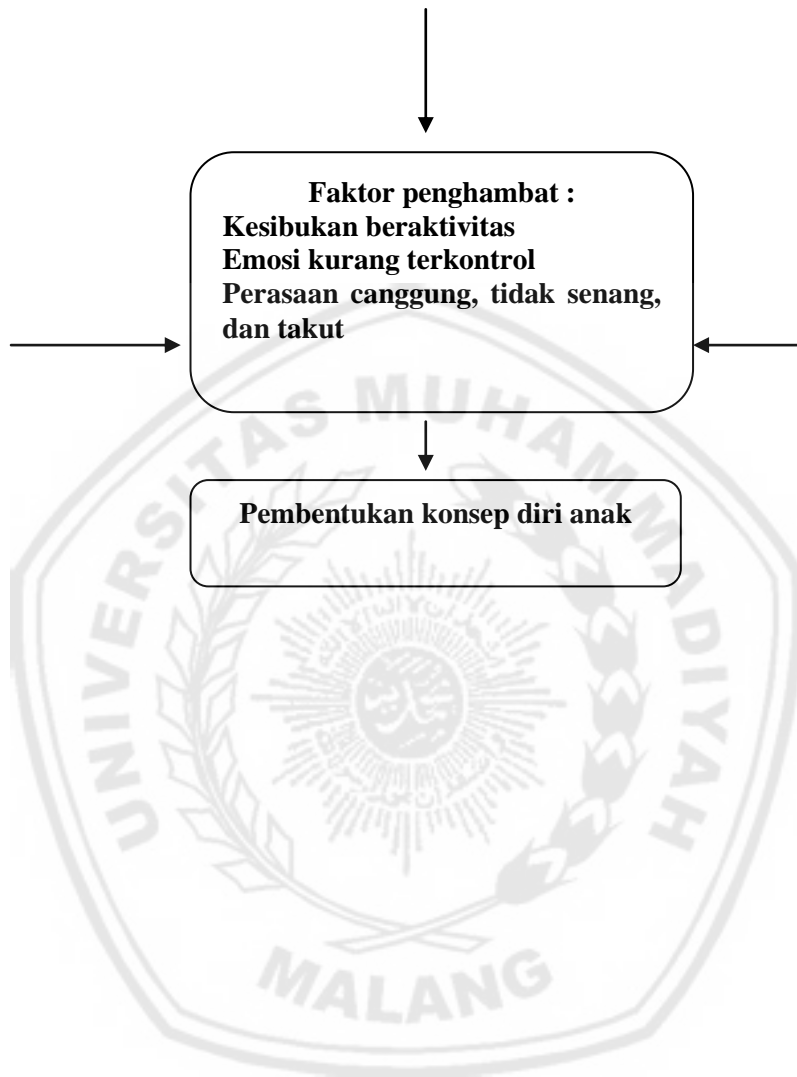 Faktor penghambat :
Kesibukan beraktivitas
Emosi kurang terkontrol
Perasaan canggung, tidak senang,
dan takut
Pembentukan konsep diri anak
UNIVERSITAS MUHAMMADIYAH
MALANG